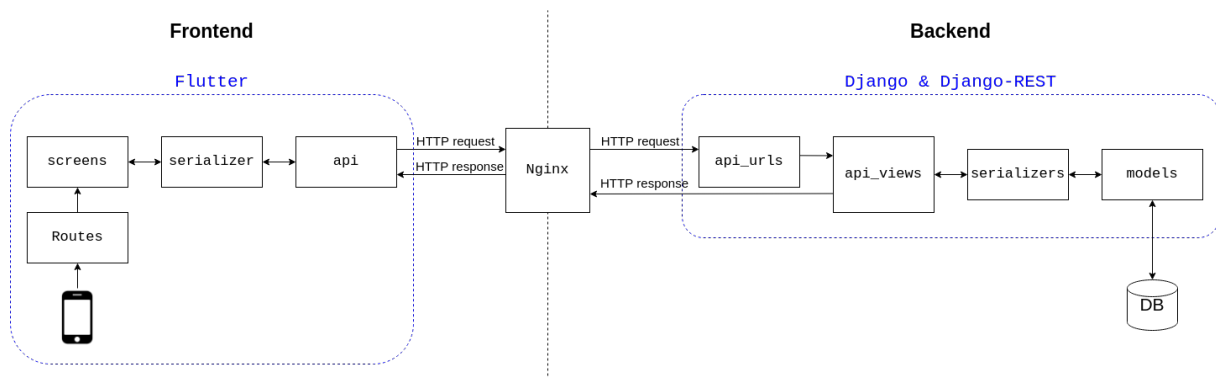 Frontend
Backend
Flutter
Django & Django-REST
screens
serializer
api
HTTP request
HTTP response
Nginx
HTTP request
HTTP response
api_urls
api_views
serializers
models
Routes
DB